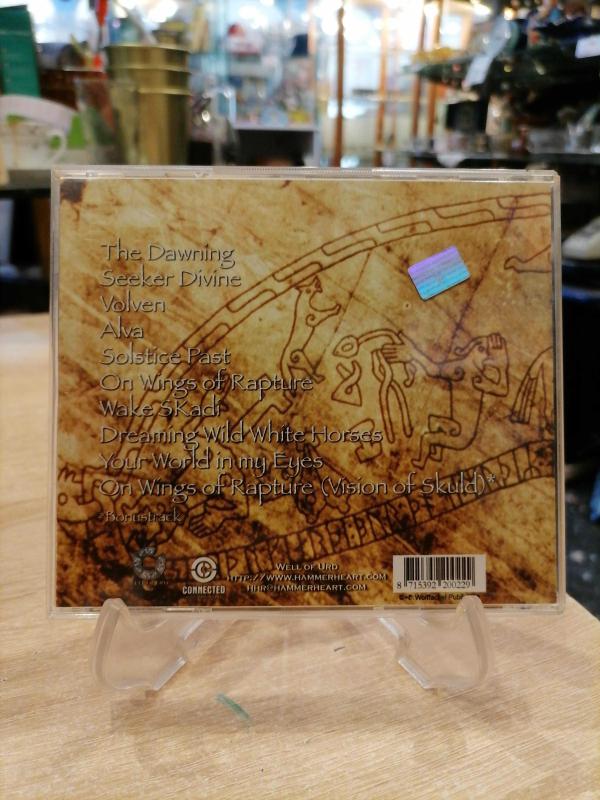 The Dawning
Seeker Divine
Volven
Alva
Solstice Past
On Wings of Rapture
Wake Skadi
Dreaming Wild White Horses
Your World in my Eyes
On Wings of Rapture (Vision of Skuld)*
*Bonustrack
CONNECTED
Well of Urd
http://www.hammerheart.com
hhr@hammerheart.com
8 715392 200229